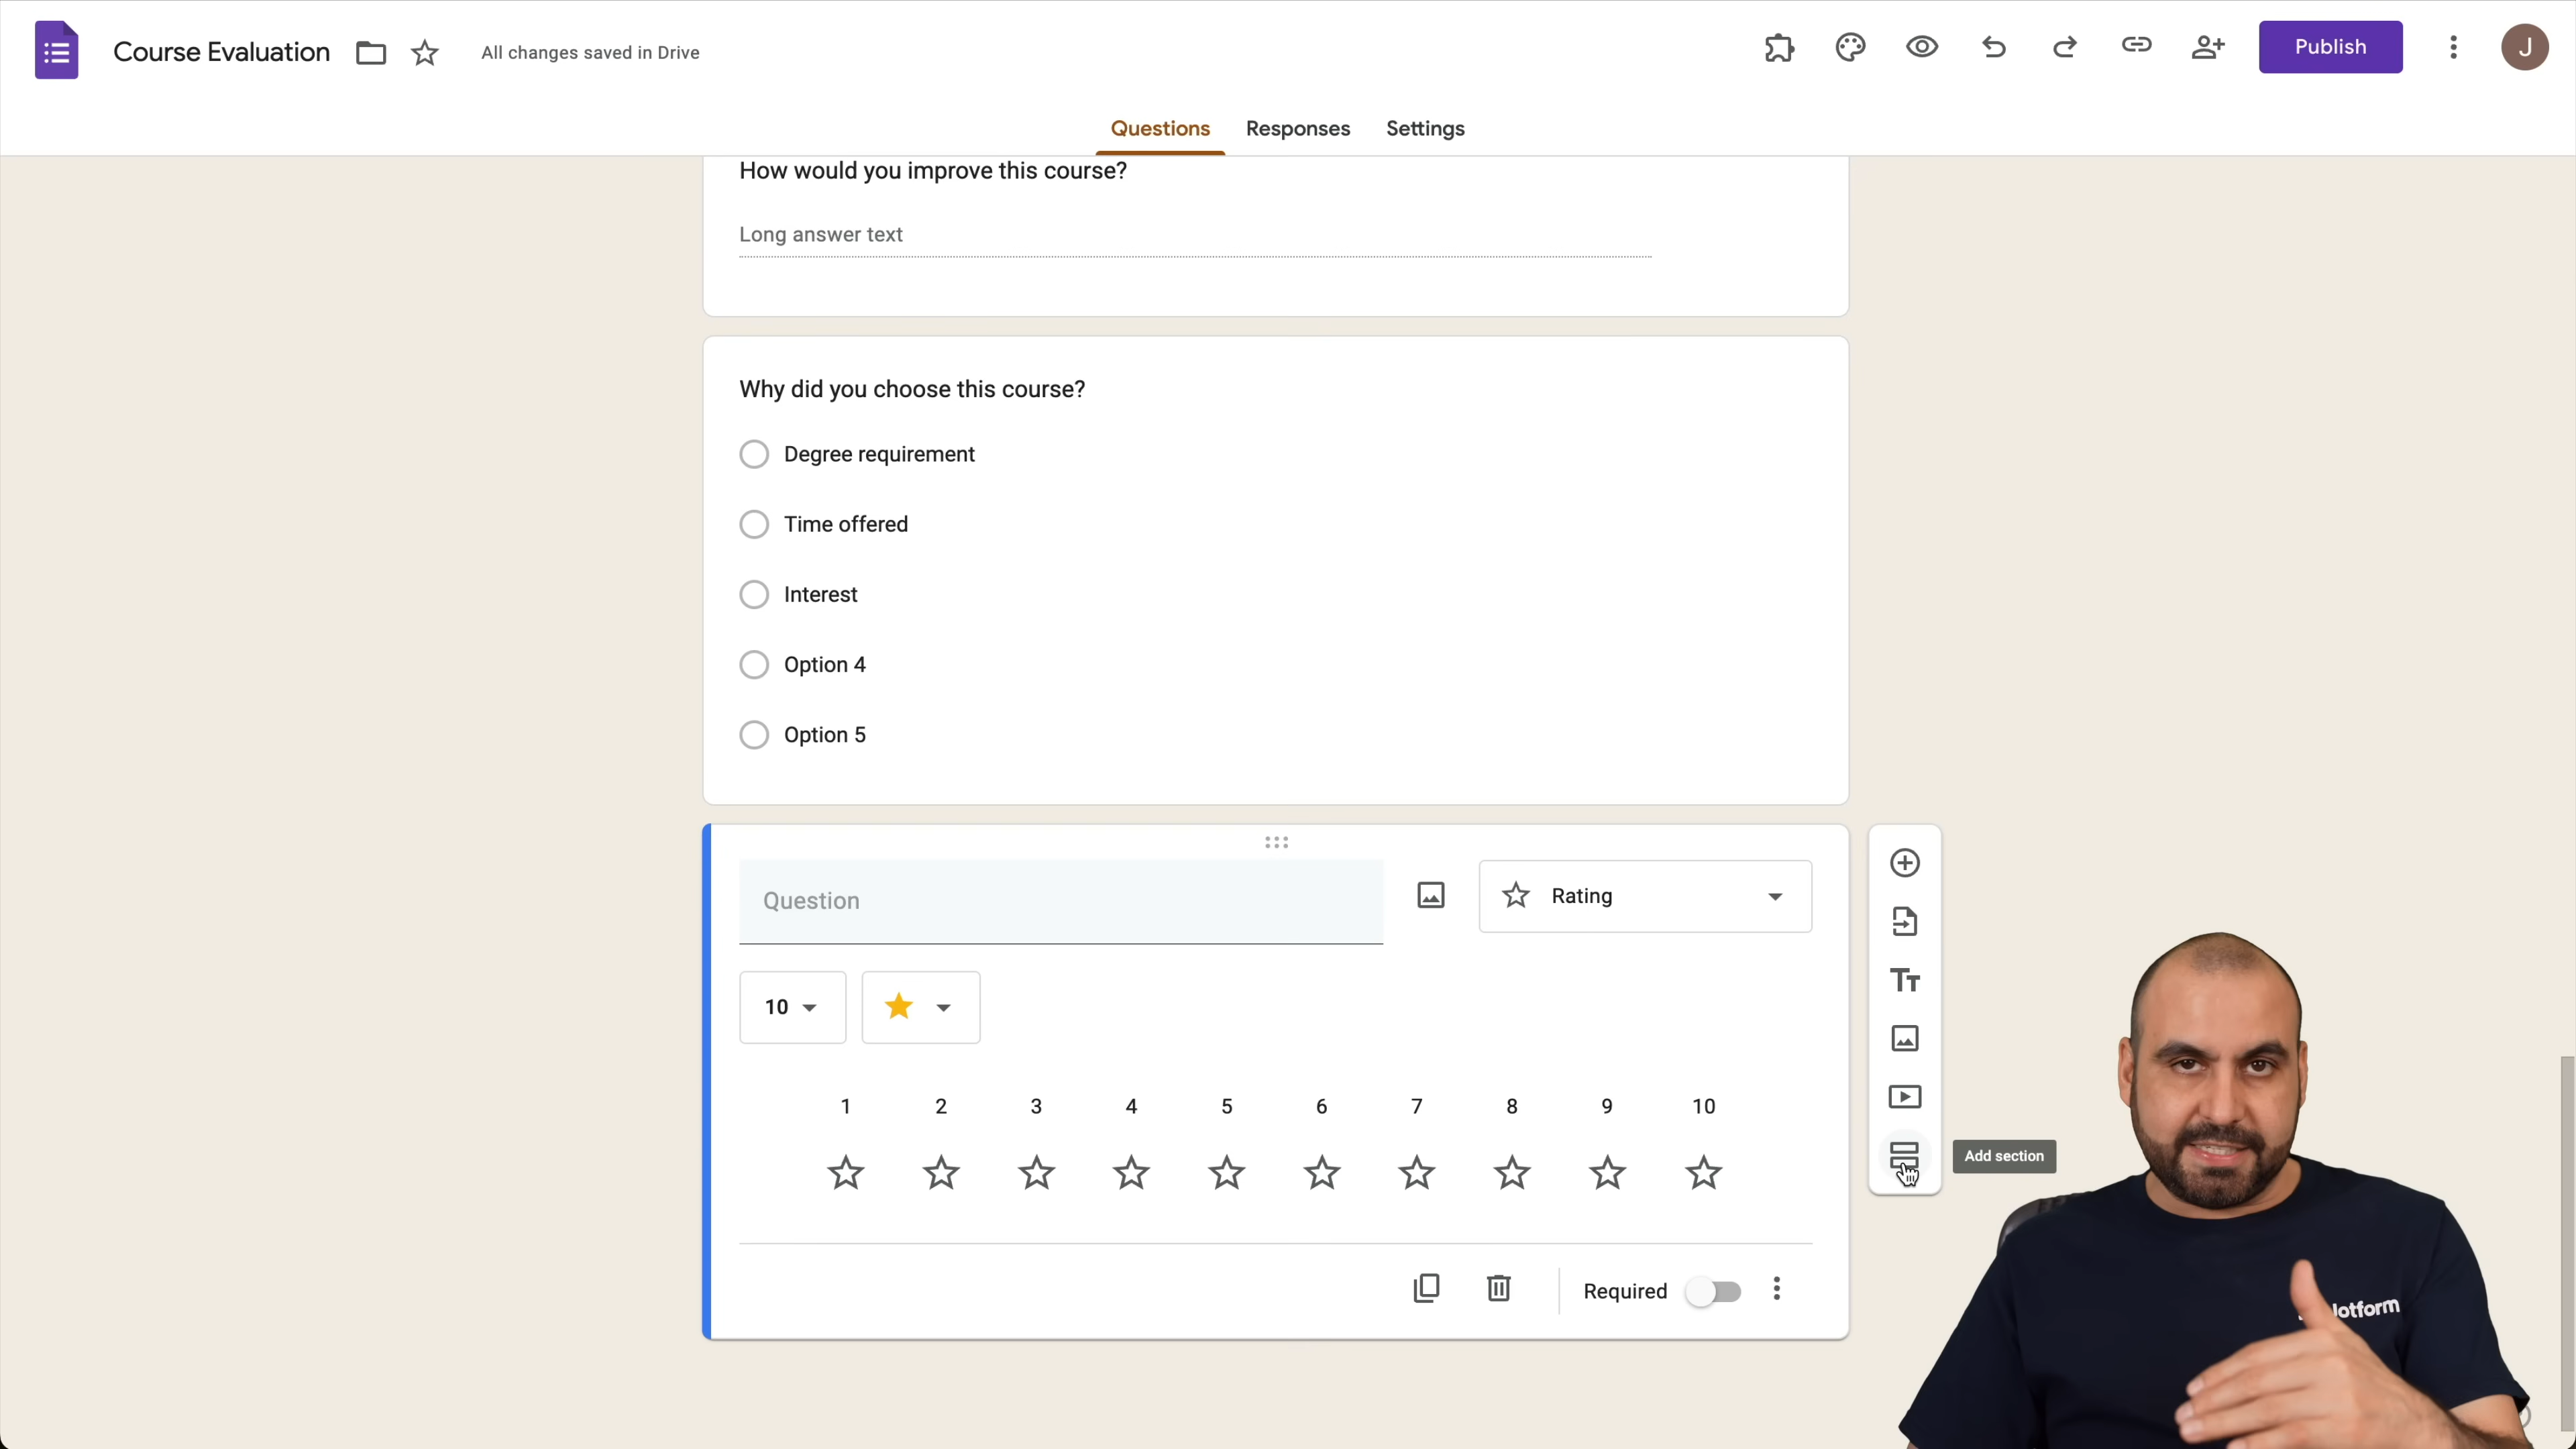 Course Evaluation
All changes saved in Drive
Publish
J
Questions
Responses
Settings
How would you improve this course?
Long answer text
Why did you choose this course?
Degree requirement
Time offered
Interest
Option 4
Option 5
Question
Rating
10
1 2 3 4 5 6 7 8 9 10
Add section
Required
Jotform